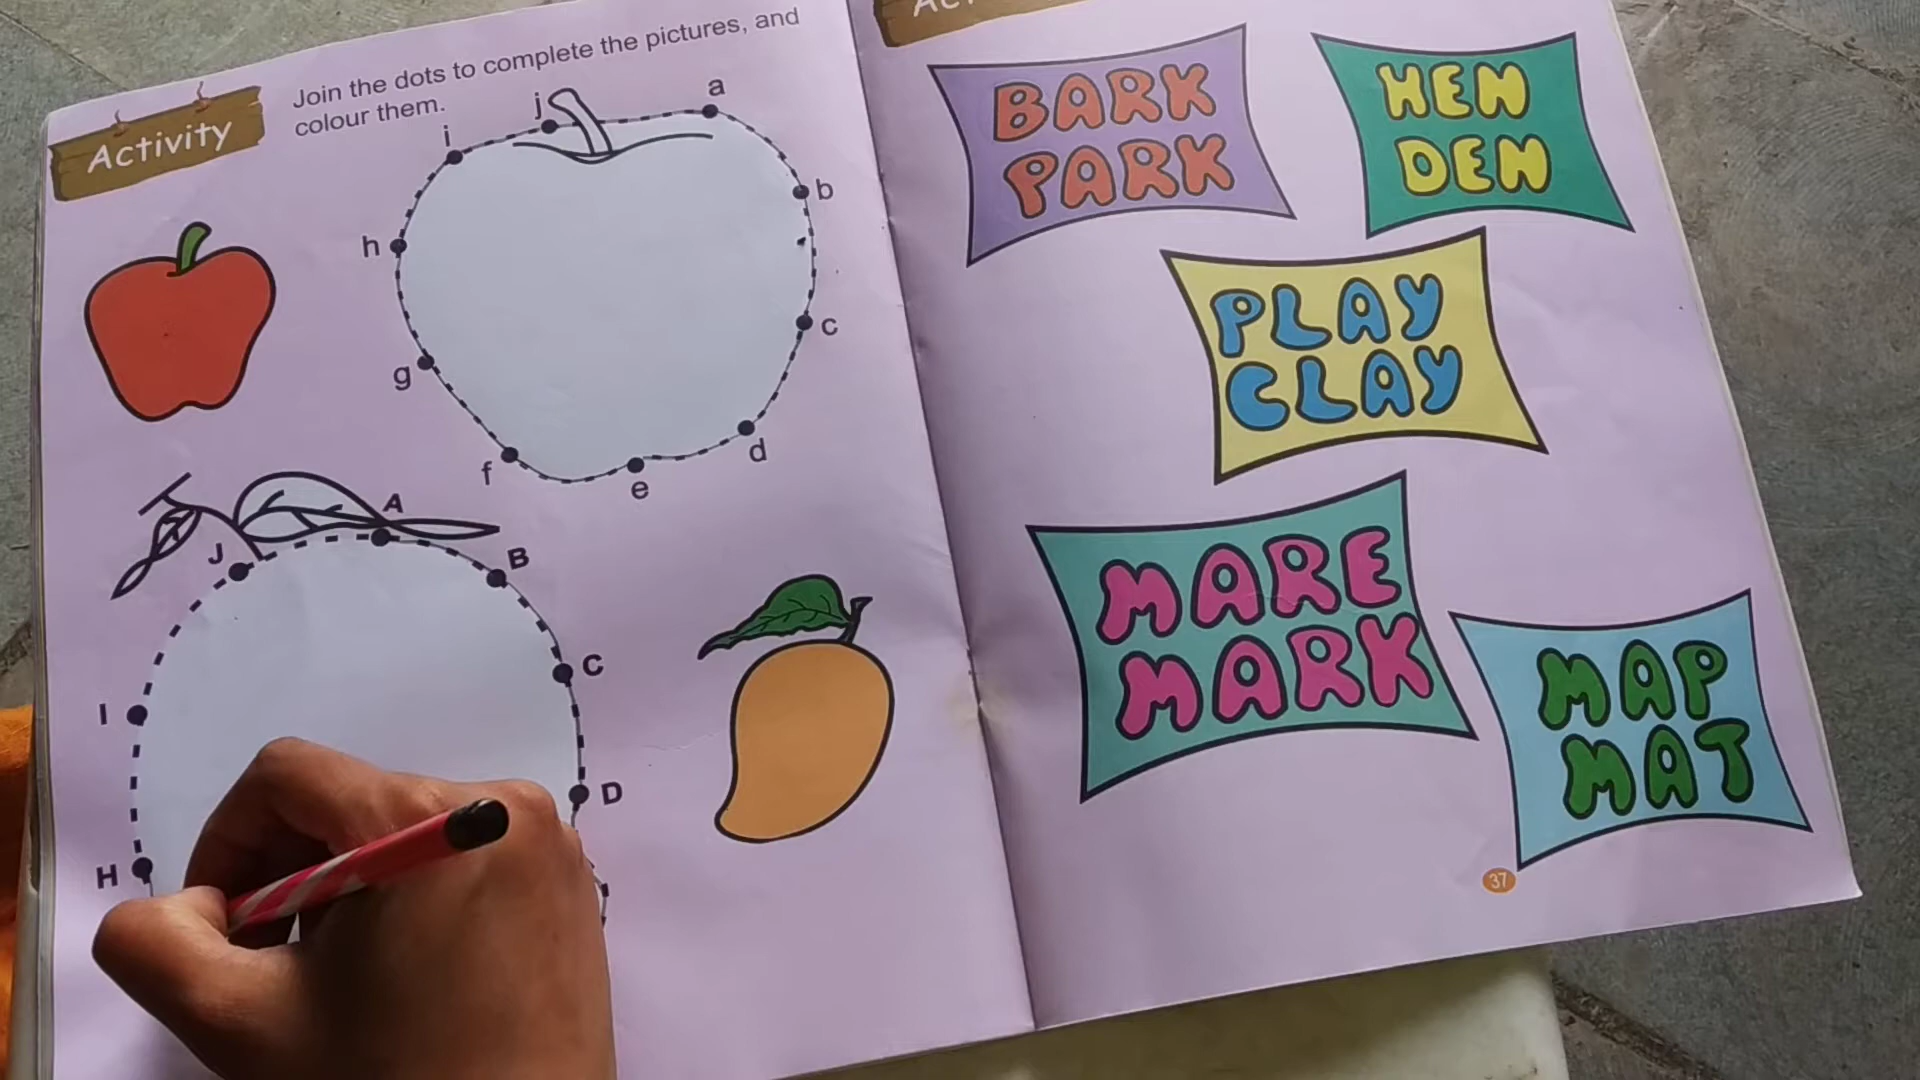 Activity
Join the dots to complete the pictures, and
colour them.
j
a
i
b
h
c
g
d
f
e
A
J
B
C
I
D
H
BARK
PARK
HEN
DEN
PLAY
CLAY
MARE
MARK
MAP
MAT
37